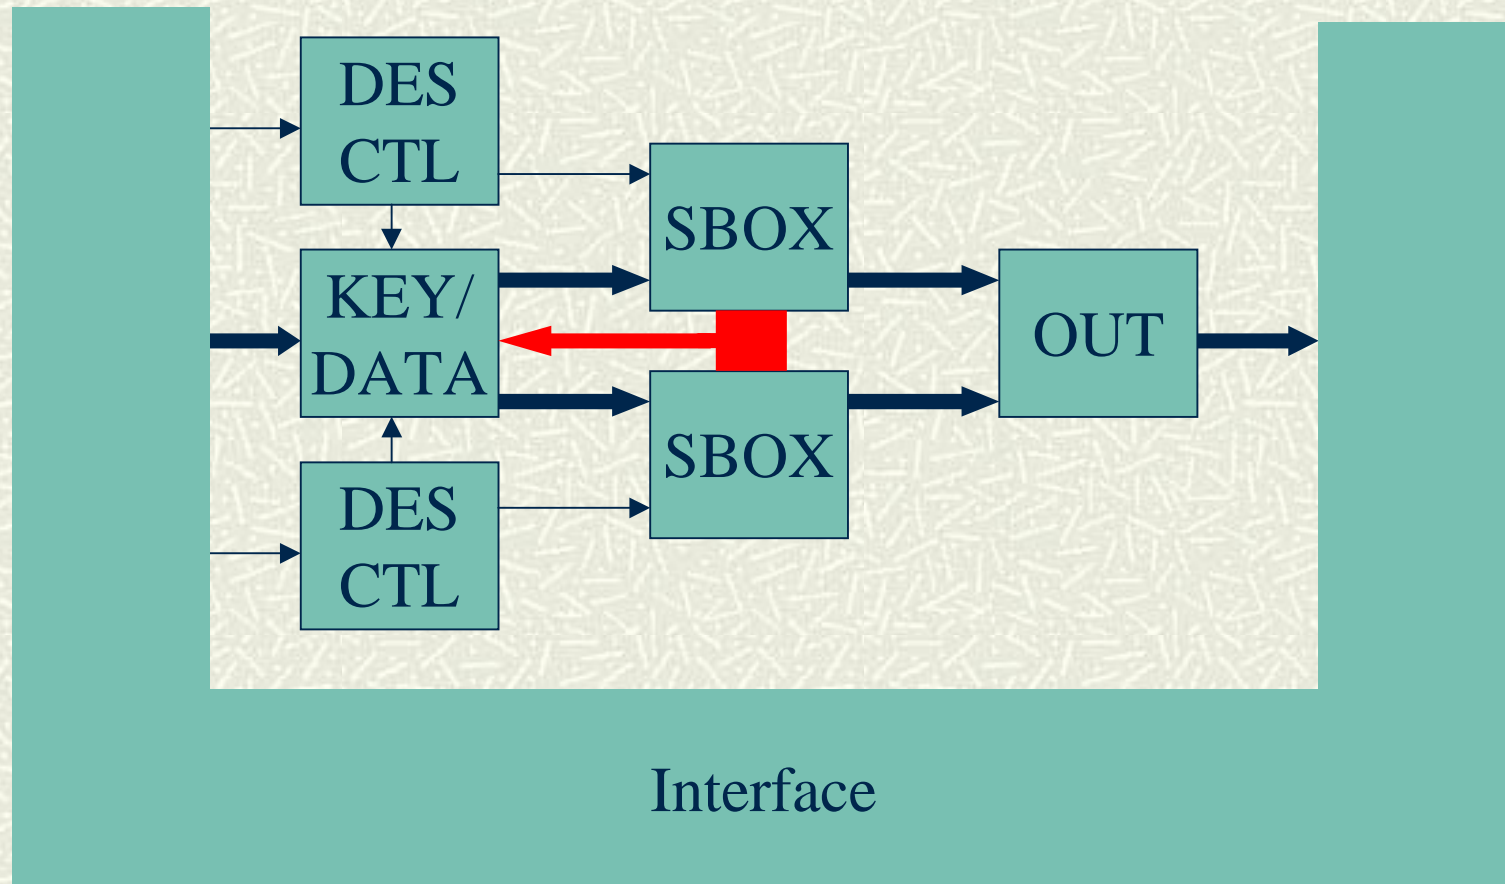 DES
CTL
SBOX
KEY/
DATA
OUT
SBOX
DES
CTL
Interface